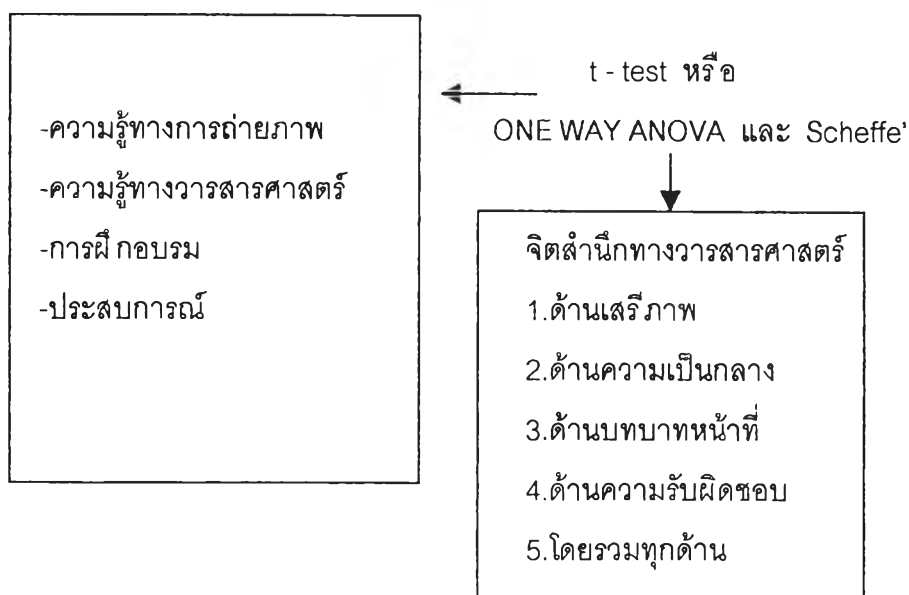 -ความรู้ทางการถ่ายภาพ
-ความรู้ทางวารสารศาสตร์
-การฝึกอบรม
-ประสบการณ์
t - test หรือ
ONE WAY ANOVA และ Scheffe'
จิตสำนึกทางวารสารศาสตร์
1.ด้านเสรีภาพ
2.ด้านความเป็นกลาง
3.ด้านบทบาทหน้าที่
4.ด้านความรับผิดชอบ
5.โดยรวมทุกด้าน